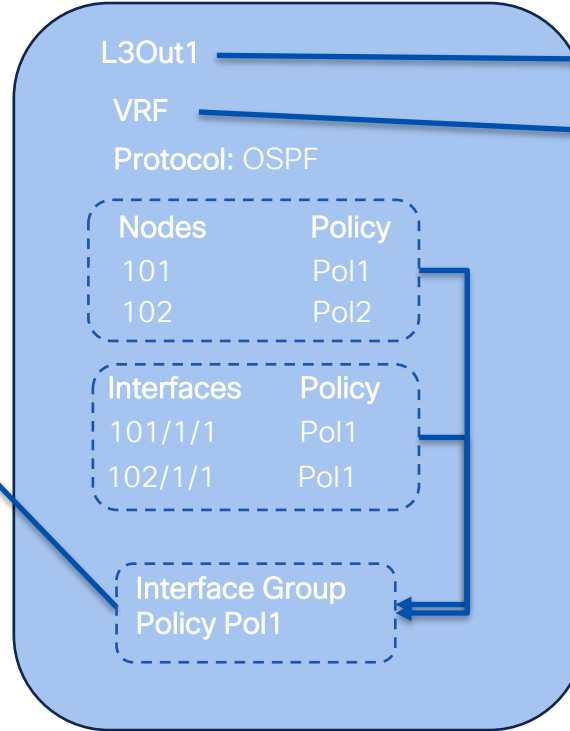 L3Out1
VRF
Protocol: OSPF
Nodes Policy
101 Pol1
102 Pol2
Interfaces Policy
101/1/1 Pol1
102/1/1 Pol1
Interface Group
Policy Pol1